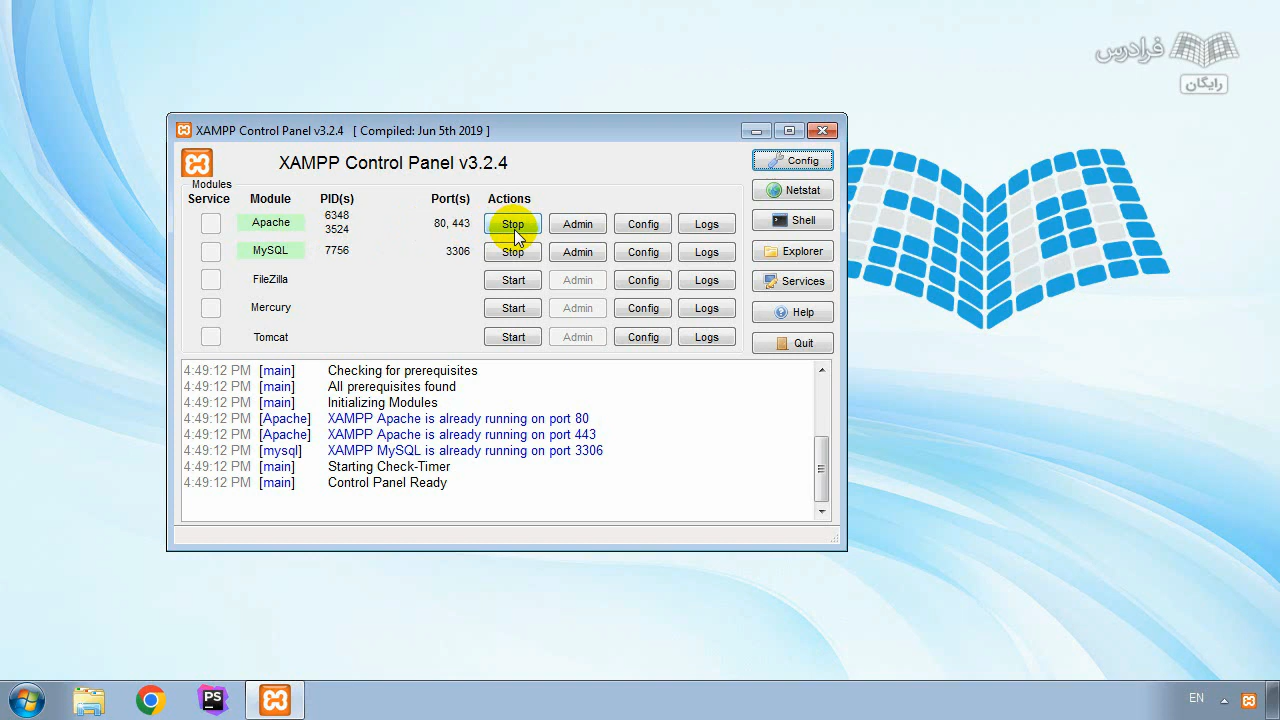 فرادرس
رایگان
XAMPP Control Panel v3.2.4 [ Compiled: Jun 5th 2019 ]
XAMPP Control Panel v3.2.4
Config
Modules
Service Module PID(s) Port(s) Actions
Netstat
Apache 6348 3524 80, 443 Stop Admin Config Logs
Shell
MySQL 7756 3306 Stop Admin Config Logs
Explorer
FileZilla Start Admin Config Logs
Services
Mercury Start Admin Config Logs
Help
Tomcat Start Admin Config Logs
Quit
4:49:12 PM [main] Checking for prerequisites
4:49:12 PM [main] All prerequisites found
4:49:12 PM [main] Initializing Modules
4:49:12 PM [Apache] XAMPP Apache is already running on port 80
4:49:12 PM [Apache] XAMPP Apache is already running on port 443
4:49:12 PM [mysql] XAMPP MySQL is already running on port 3306
4:49:12 PM [main] Starting Check-Timer
4:49:12 PM [main] Control Panel Ready
PS
EN